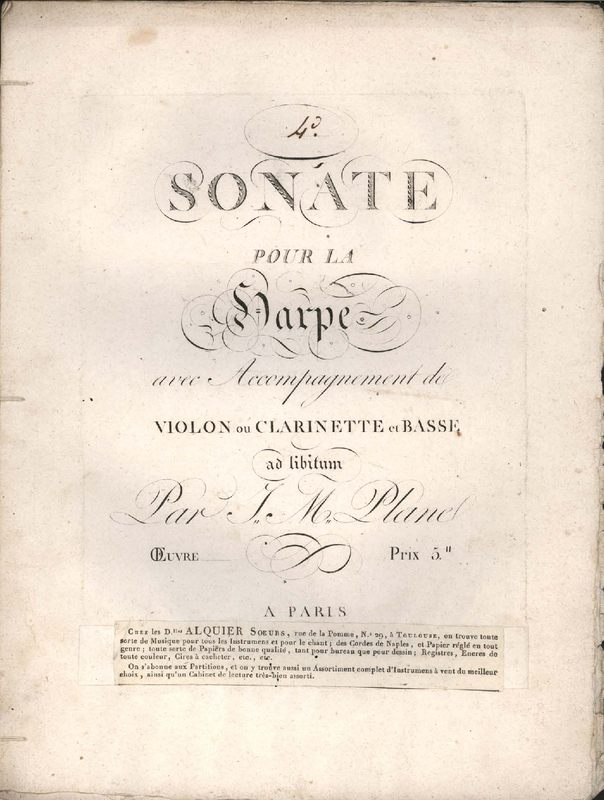 4.e
SONATE
POUR LA
Harpe
avec Accompagnement de
VIOLON ou CLARINETTE et BASSE
ad libitum
Par J. M. Plane
ŒUVRE Prix 5.tt
A PARIS
CHEZ les D.lles ALQUIER SŒURS, rue de la Pomme, N.o 29, à TOULOUSE, on trouve toute
sorte de Musique pour tous les Instrumens et pour le chant; des Cordes de Naples, et Papier réglé en tout
genre; toute sorte de Papiers de bonne qualité, tant pour bureau que pour dessin; Registres, Encres de
toute couleur, Cires à cacheter, etc., etc.
On s'abonne aux Partitions, et on y trouve aussi un Assortiment complet d'Instrumens à vent du meilleur
choix, ainsi qu'un Cabinet de lecture très-bien assorti.